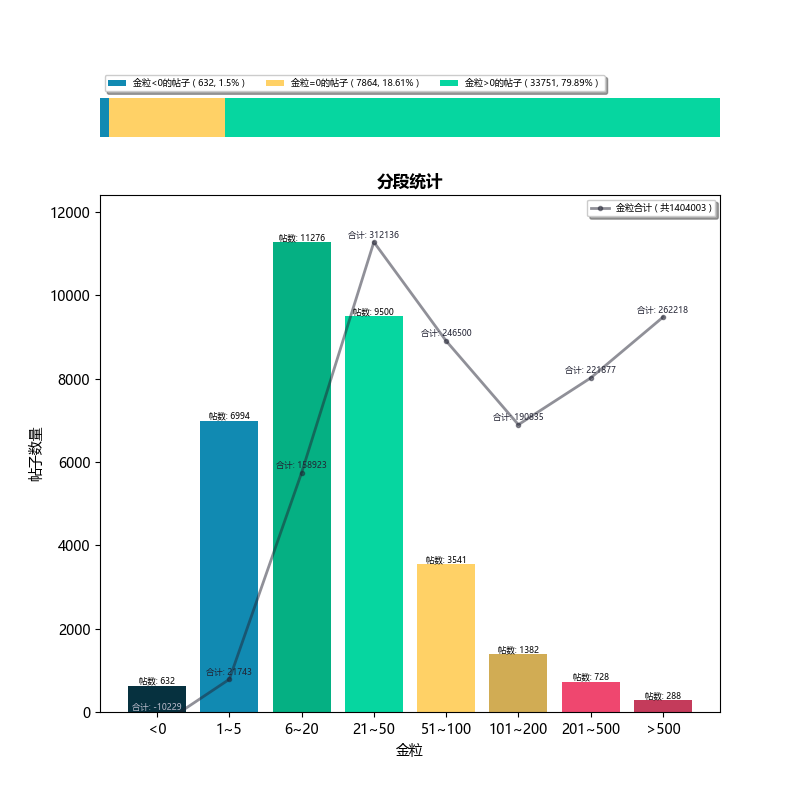 金粒<0的帖子 ( 632, 1.5% ) 金粒=0的帖子 ( 7864, 18.61% ) 金粒>0的帖子 ( 33751, 79.89% )
分段统计
金粒合计 ( 共1404003 )
12000
10000
8000
6000
4000
2000
0
帖子数量
帖数: 632
帖数: 6994
帖数: 11276
帖数: 9500
帖数: 3541
帖数: 1382
帖数: 728
帖数: 288
合计: -10229
合计: 21743
合计: 158923
合计: 312136
合计: 246500
合计: 190835
合计: 221877
合计: 262218
<0 1~5 6~20 21~50 51~100 101~200 201~500 >500
金粒